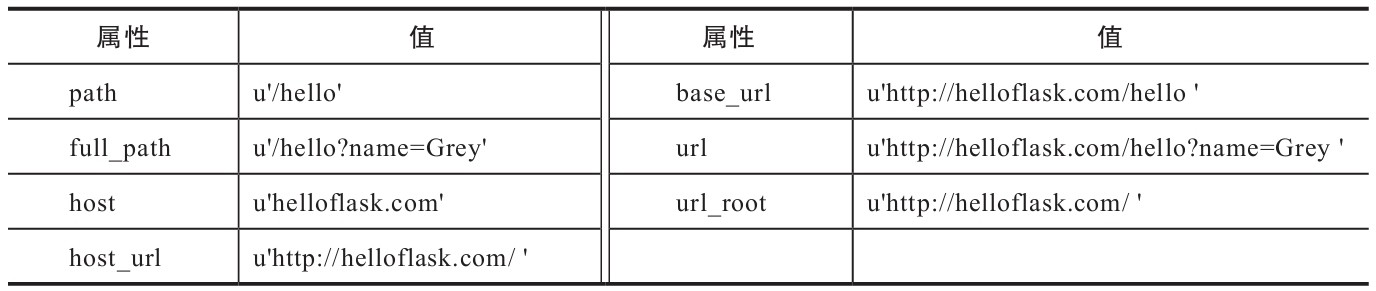 属性 值 属性 值
path u'/hello' base_url u'http://helloflask.com/hello '
full_path u'/hello?name=Grey' url u'http://helloflask.com/hello?name=Grey '
host u'helloflask.com' url_root u'http://helloflask.com/ '
host_url u'http://helloflask.com/ '